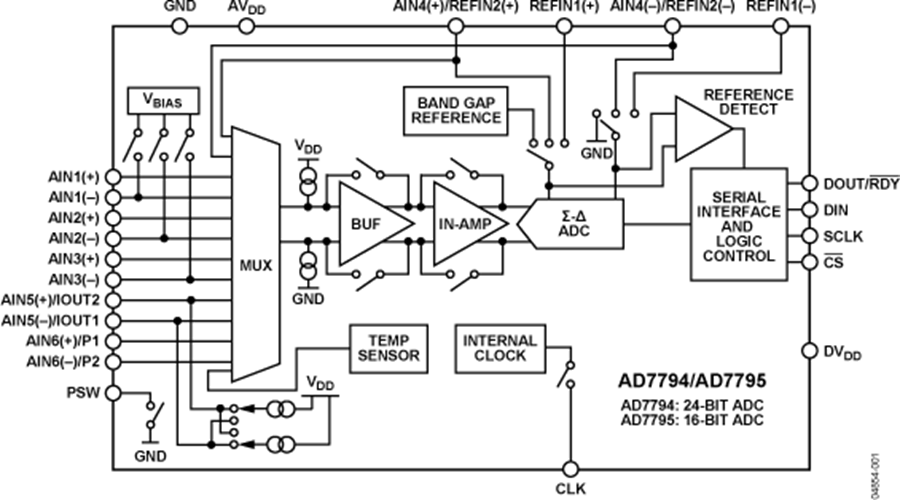 GND
AVDD
AIN4(+)/REFIN2(+)
REFIN1(+)
AIN4(–)/REFIN2(–)
REFIN1(–)
VBIAS
BAND GAP
REFERENCE
REFERENCE
DETECT
GND
VDD
AIN1(+)
AIN1(–)
AIN2(+)
AIN2(–)
AIN3(+)
AIN3(–)
AIN5(+)/IOUT2
AIN5(–)/IOUT1
AIN6(+)/P1
AIN6(–)/P2
PSW
MUX
BUF
IN-AMP
Σ-Δ
ADC
SERIAL
INTERFACE
AND
LOGIC
CONTROL
DOUT/RDY
DIN
SCLK
CS
GND
TEMP
SENSOR
INTERNAL
CLOCK
DVDD
VDD
GND
AD7794/AD7795
AD7794: 24-BIT ADC
AD7795: 16-BIT ADC
CLK
04854-001